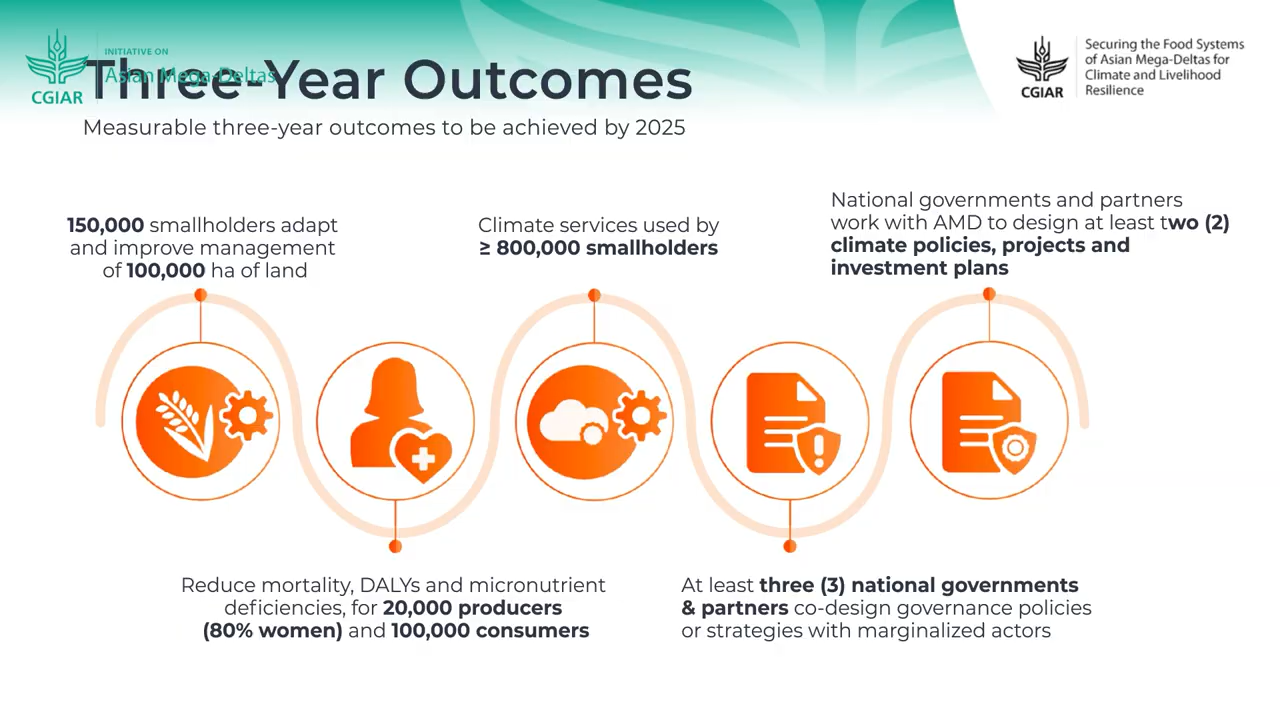 INITIATIVE ON
Asian Mega-Deltas
CGIAR
Three-Year Outcomes
Measurable three-year outcomes to be achieved by 2025
CGIAR
Securing the Food Systems
of Asian Mega-Deltas for
Climate and Livelihood
Resilience
150,000 smallholders adapt
and improve management
of 100,000 ha of land
Climate services used by
≥ 800,000 smallholders
National governments and partners
work with AMD to design at least two (2)
climate policies, projects and
investment plans
Reduce mortality, DALYs and micronutrient
deficiencies, for 20,000 producers
(80% women) and 100,000 consumers
At least three (3) national governments
& partners co-design governance policies
or strategies with marginalized actors